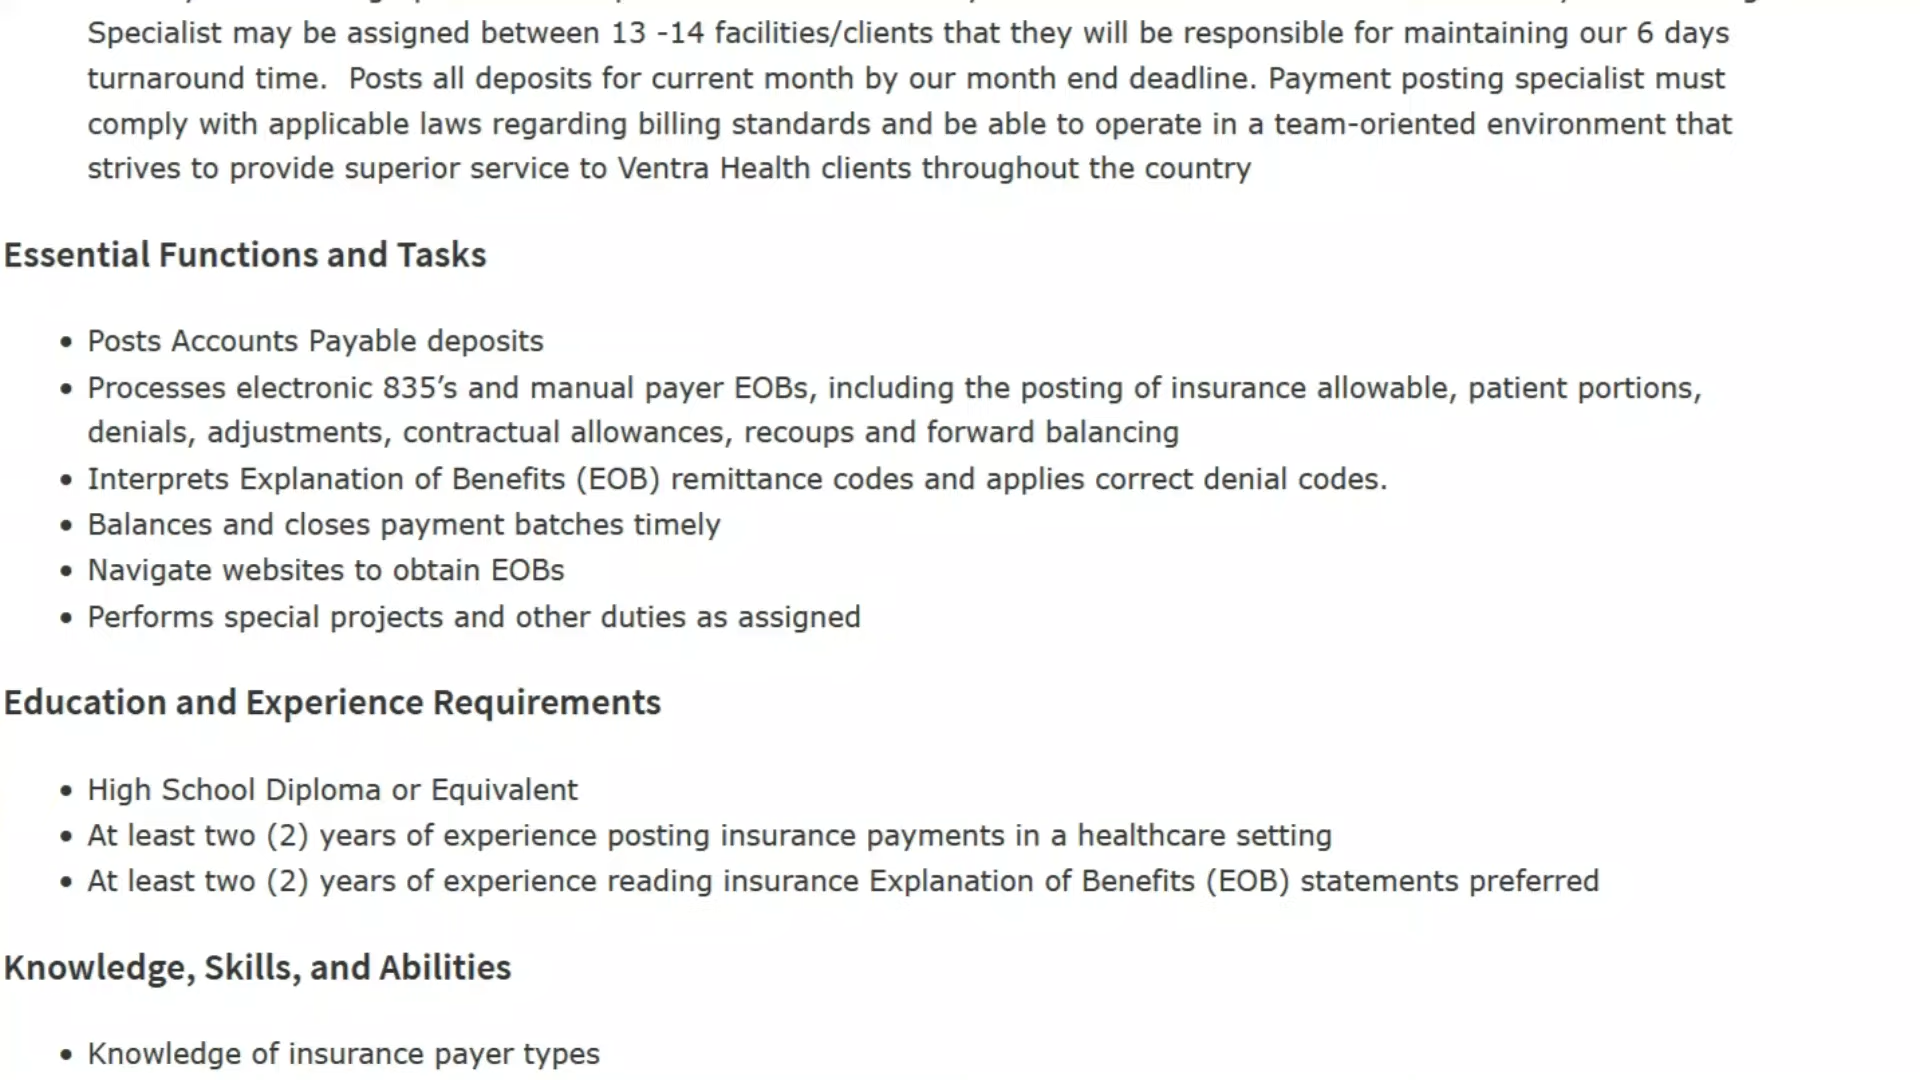 Specialist may be assigned between 13 -14 facilities/clients that they will be responsible for maintaining our 6 days
turnaround time.  Posts all deposits for current month by our month end deadline. Payment posting specialist must
comply with applicable laws regarding billing standards and be able to operate in a team-oriented environment that
strives to provide superior service to Ventra Health clients throughout the country
Essential Functions and Tasks
• Posts Accounts Payable deposits
• Processes electronic 835’s and manual payer EOBs, including the posting of insurance allowable, patient portions,
denials, adjustments, contractual allowances, recoups and forward balancing
• Interprets Explanation of Benefits (EOB) remittance codes and applies correct denial codes.
• Balances and closes payment batches timely
• Navigate websites to obtain EOBs
• Performs special projects and other duties as assigned
Education and Experience Requirements
• High School Diploma or Equivalent
• At least two (2) years of experience posting insurance payments in a healthcare setting
• At least two (2) years of experience reading insurance Explanation of Benefits (EOB) statements preferred
Knowledge, Skills, and Abilities
• Knowledge of insurance payer types